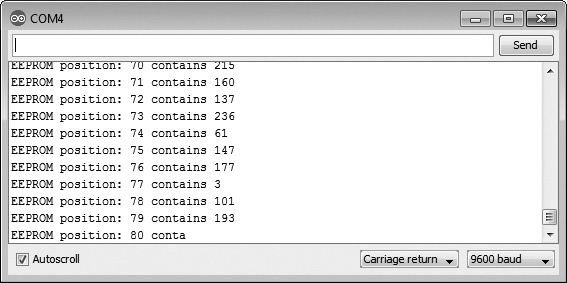 COM4
Send
EEPROM position: 70 contains 215
EEPROM position: 71 contains 160
EEPROM position: 72 contains 137
EEPROM position: 73 contains 236
EEPROM position: 74 contains 61
EEPROM position: 75 contains 147
EEPROM position: 76 contains 177
EEPROM position: 77 contains 3
EEPROM position: 78 contains 101
EEPROM position: 79 contains 193
EEPROM position: 80 conta
Autoscroll
Carriage return
9600 baud